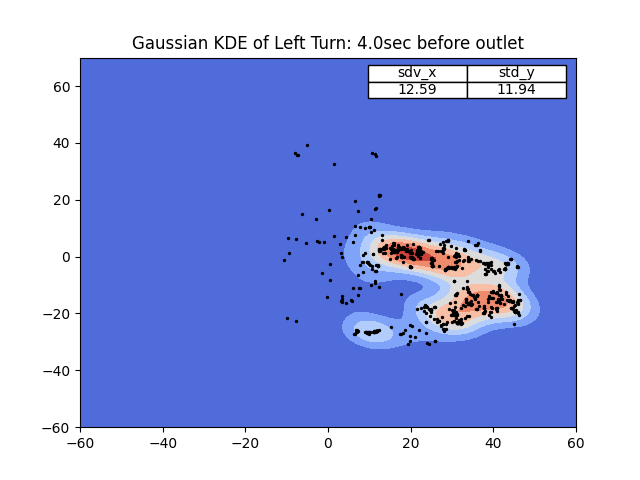 Gaussian KDE of Left Turn: 4.0sec before outlet
sdv_x std_y
12.59 11.94
60
40
20
0
−20
−40
−60
−60 −40 −20 0 20 40 60